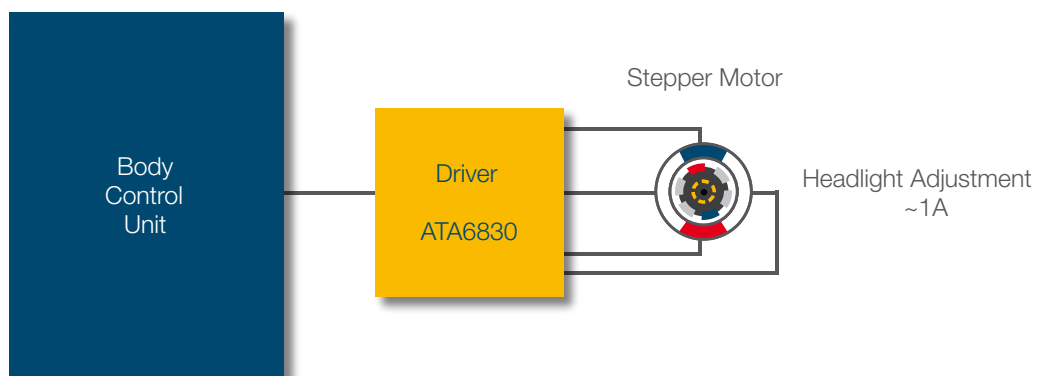 Body
Control
Unit
Driver
ATA6830
Stepper Motor
Headlight Adjustment
~1A